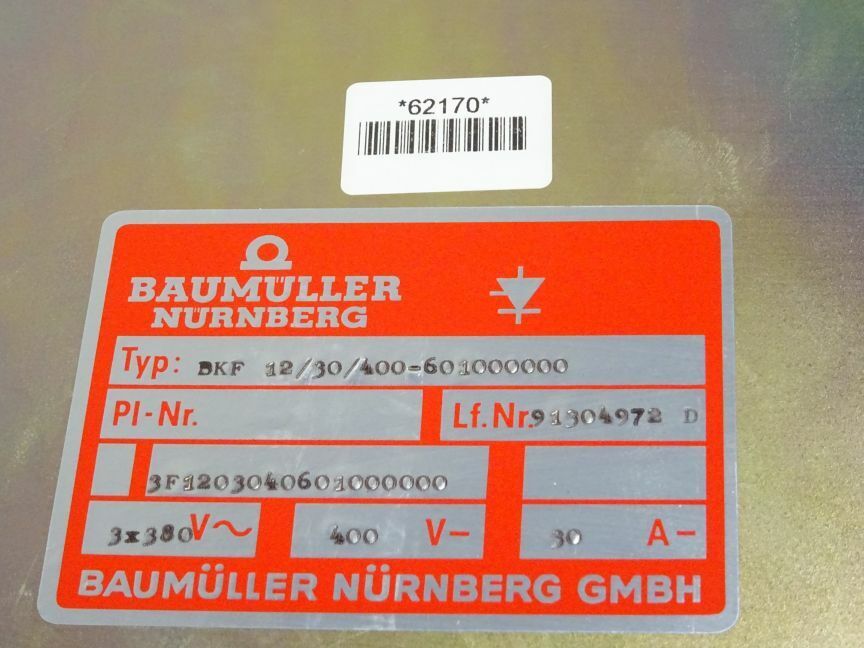 *62170*
BAUMÜLLER
NÜRNBERG
Typ: BKF 12/30/400-601000000
Pl-Nr.
Lf.Nr. 91304972 D
3F1203040601000000
3x380 V~
400 V–
30 A–
BAUMÜLLER NÜRNBERG GMBH